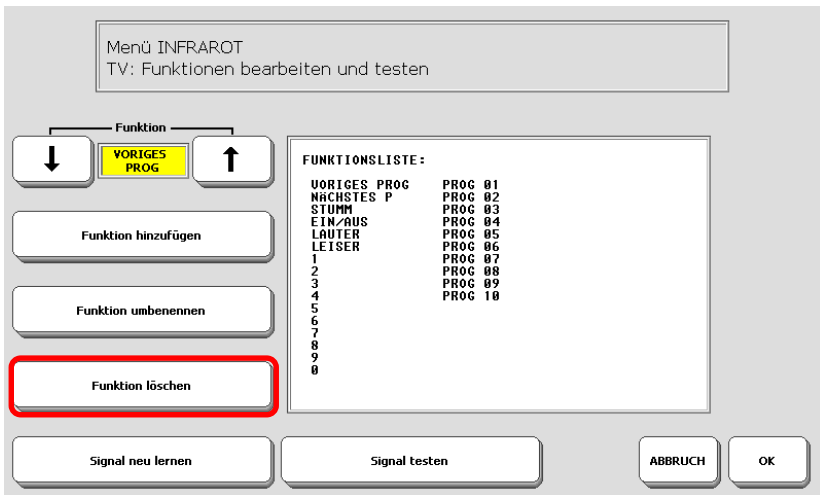 Menü INFRAROT
TV: Funktionen bearbeiten und testen
Funktion
↓
VORIGES
PROG
↑
Funktion hinzufügen
Funktion umbenennen
Funktion löschen
FUNKTIONSLISTE:
VORIGES PROG PROG 01
NÄCHSTES P PROG 02
STUMM PROG 03
EIN/AUS PROG 04
LAUTER PROG 05
LEISER PROG 06
1 PROG 07
2 PROG 08
3 PROG 09
4 PROG 10
5
6
7
8
9
0
Signal neu lernen
Signal testen
ABBRUCH
OK